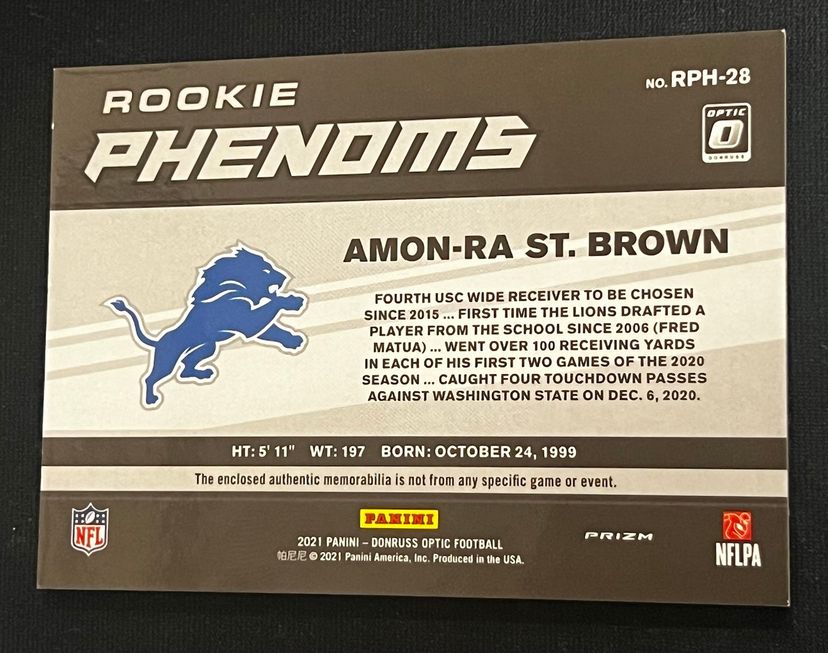 ROOKIE
PHENOMS
NO. RPH-28
OPTIC
O
DONRUSS
AMON-RA ST. BROWN
FOURTH USC WIDE RECEIVER TO BE CHOSEN
SINCE 2015 ... FIRST TIME THE LIONS DRAFTED A
PLAYER FROM THE SCHOOL SINCE 2006 (FRED
MATUA) ... WENT OVER 100 RECEIVING YARDS
IN EACH OF HIS FIRST TWO GAMES OF THE 2020
SEASON ... CAUGHT FOUR TOUCHDOWN PASSES
AGAINST WASHINGTON STATE ON DEC. 6, 2020.
HT: 5' 11" WT: 197 BORN: OCTOBER 24, 1999
The enclosed authentic memorabilia is not from any specific game or event.
NFL
PANINI
2021 PANINI – DONRUSS OPTIC FOOTBALL
帕尼尼 © 2021 Panini America, Inc. Produced in the USA.
PRIZM
NFLPA